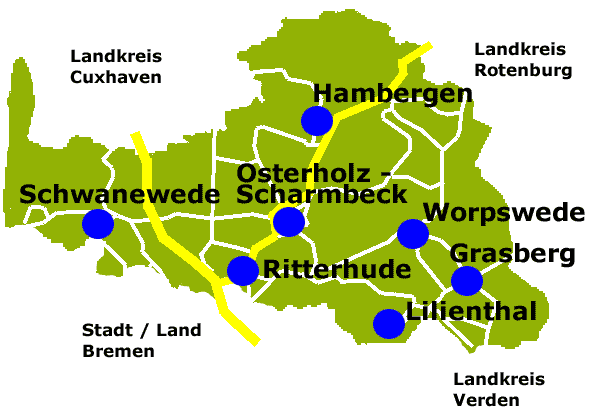 Landkreis
Cuxhaven
Landkreis
Rotenburg
Hambergen
Osterholz -
Scharmbeck
Schwanewede
Worpswede
Grasberg
Ritterhude
Lilienthal
Stadt / Land
Bremen
Landkreis
Verden